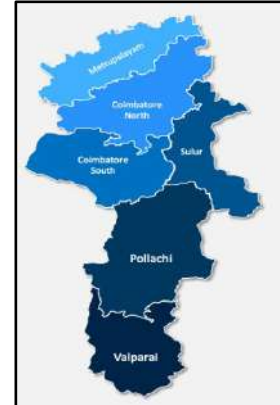 Mettupalayam
Coimbatore
North
Sulur
Coimbatore
South
Pollachi
Valparai